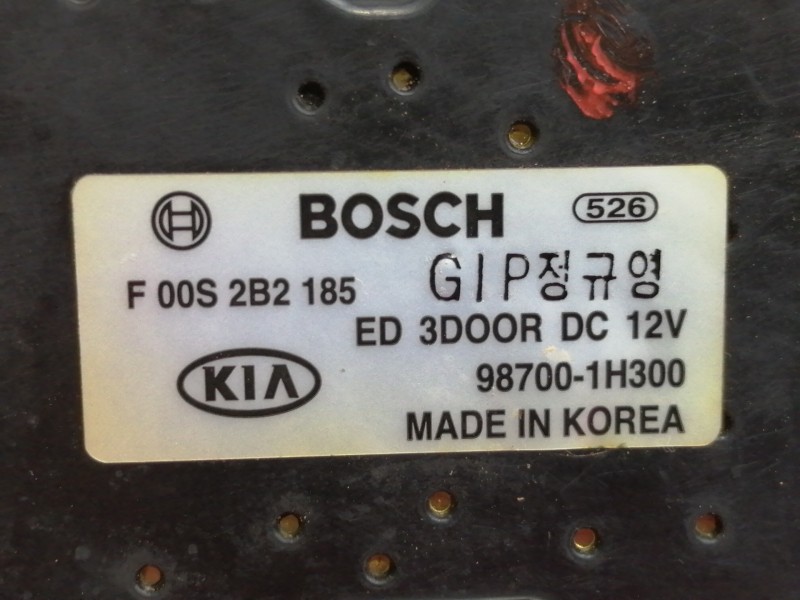 BOSCH 526
F 00S 2B2 185 GIP정규영
ED 3DOOR DC 12V
KIA 98700-1H300
MADE IN KOREA